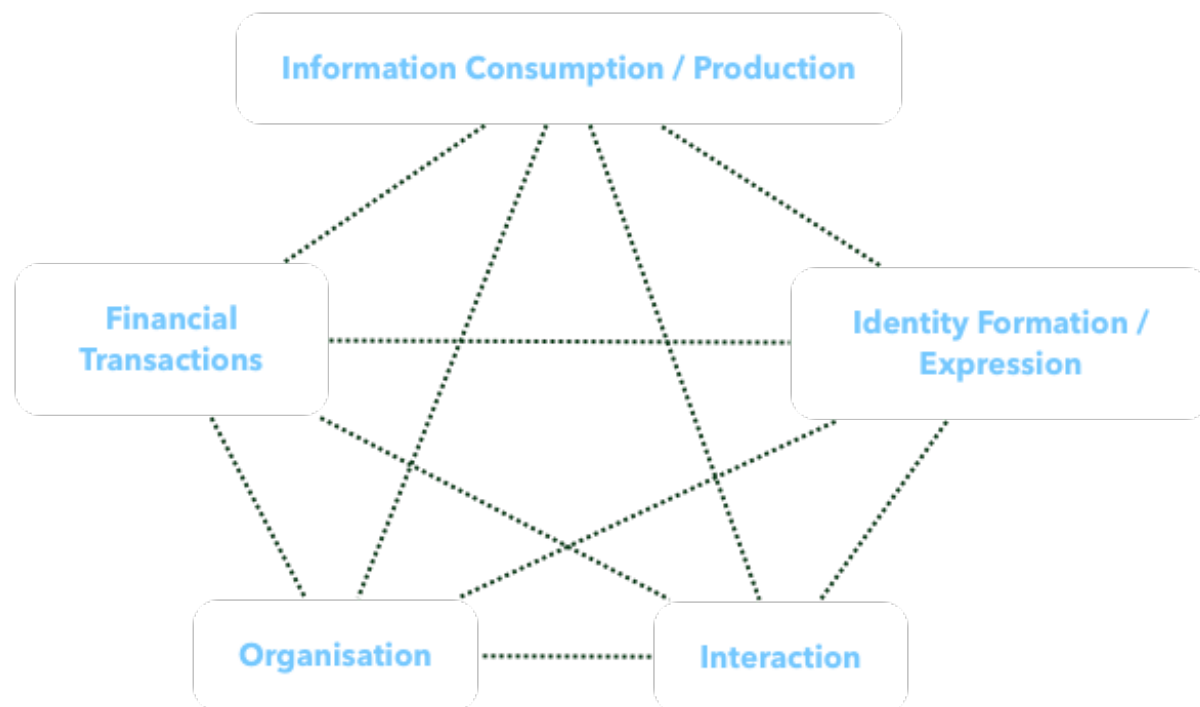 Information Consumption / Production
Financial
Transactions
Identity Formation /
Expression
Organisation
Interaction